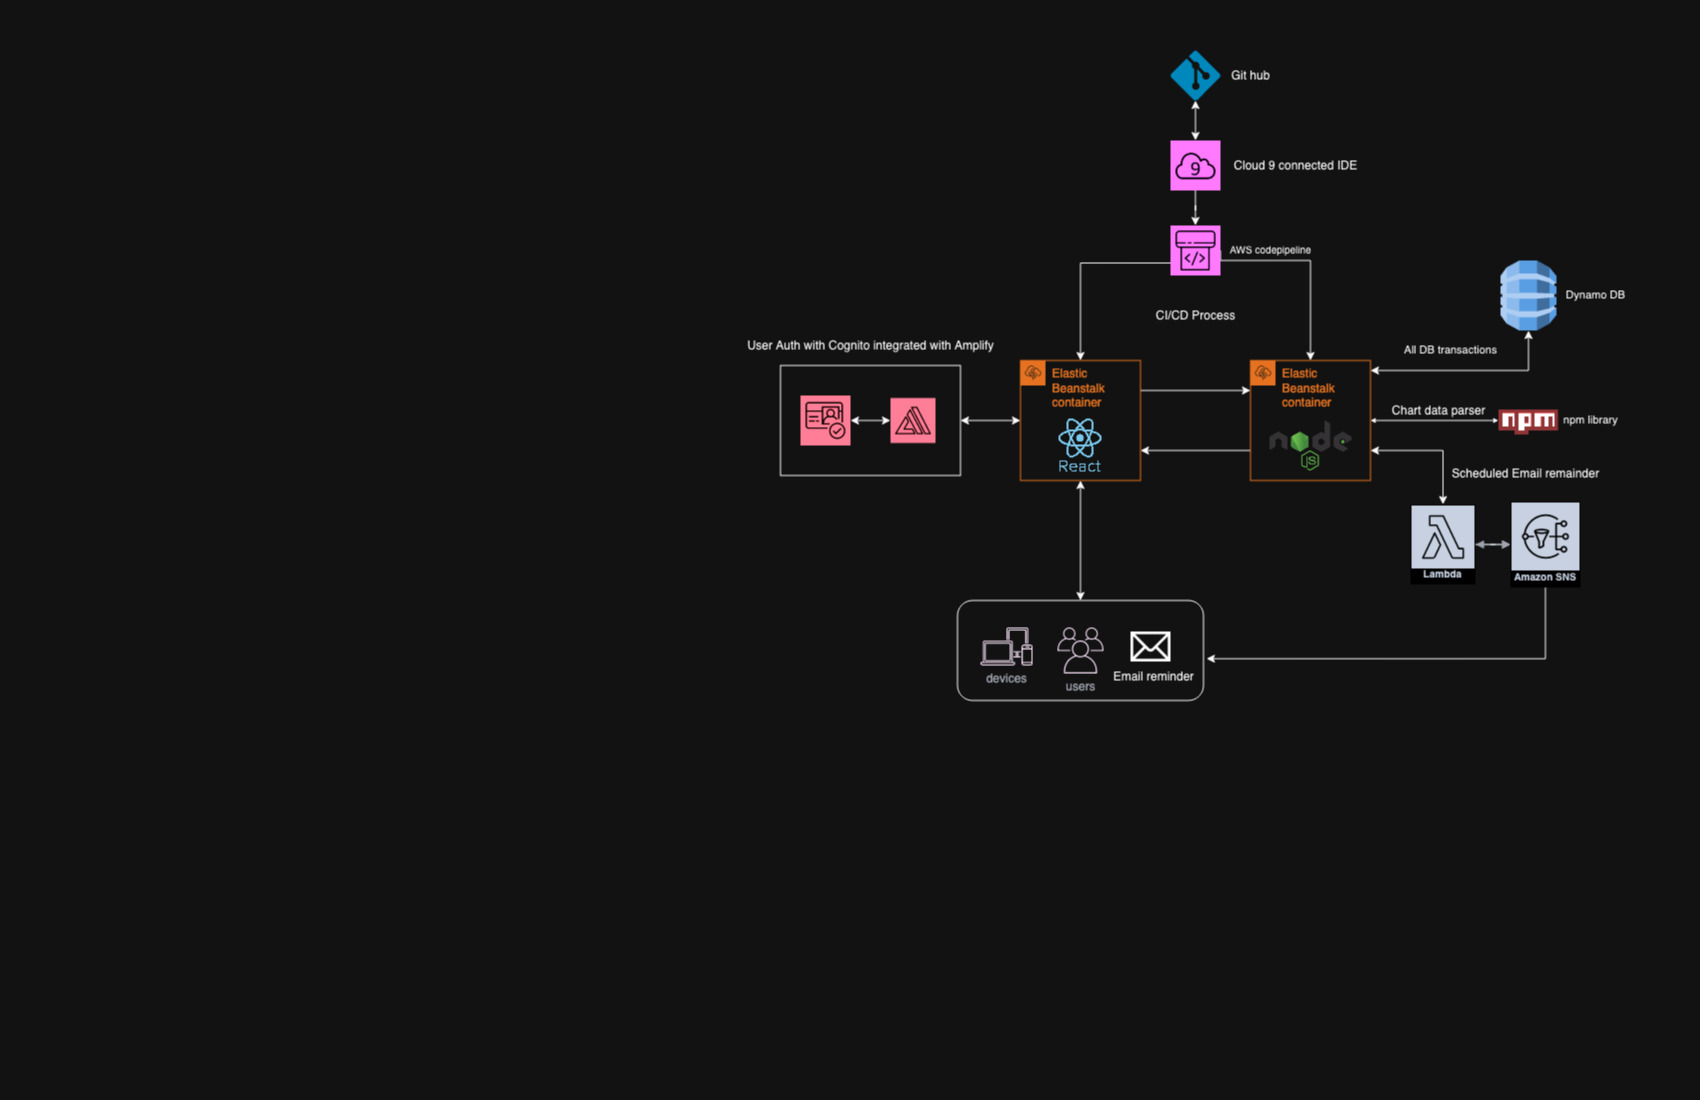 Git hub
9
Cloud 9 connected IDE
</>
AWS codepipeline
CI/CD Process
Dynamo DB
All DB transactions
User Auth with Cognito integrated with Amplify
Elastic
Beanstalk
container
React
Elastic
Beanstalk
container
node
JS
Chart data parser
npm
npm library
Scheduled Email remainder
Lambda
Amazon SNS
devices
users
Email reminder